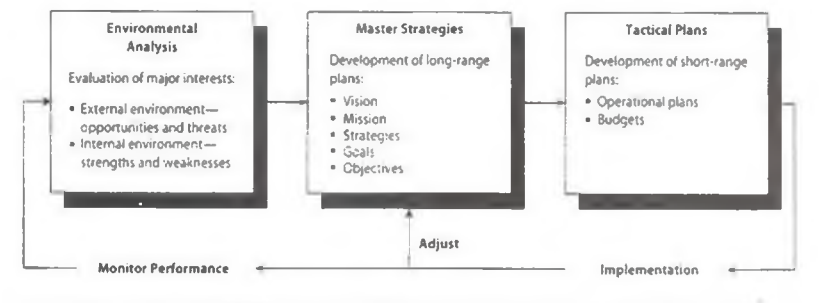 Environmental
Analysis
Evaluation of major interests:
• External environment—
opportunities and threats
• Internal environment—
strengths and weaknesses
Master Strategies
Development of long-range
plans:
• Vision
• Mission
• Strategies
• Goals
• Objectives
Tactical Plans
Development of short-range
plans:
• Operational plans
• Budgets
Adjust
Monitor Performance
Implementation